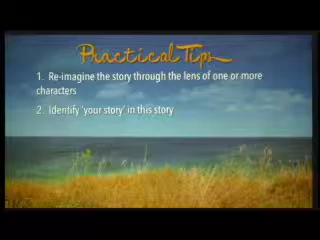 Practical Tips
1. Re-imagine the story through the lens of one or more
characters
2. Identify 'your story' in this story